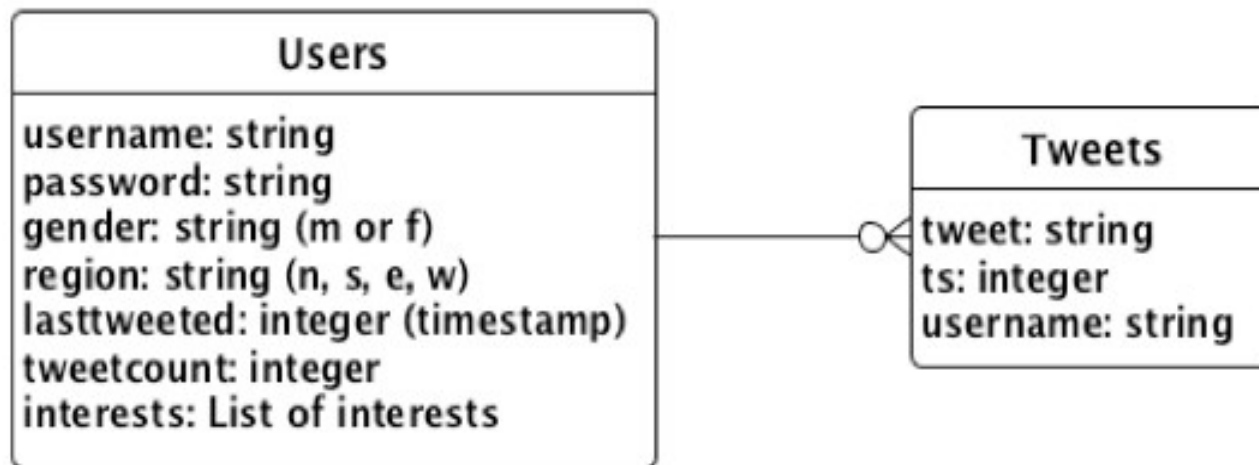 Users
username: string
password: string
gender: string (m or f)
region: string (n, s, e, w)
lasttweeted: integer (timestamp)
tweetcount: integer
interests: List of interests
Tweets
tweet: string
ts: integer
username: string